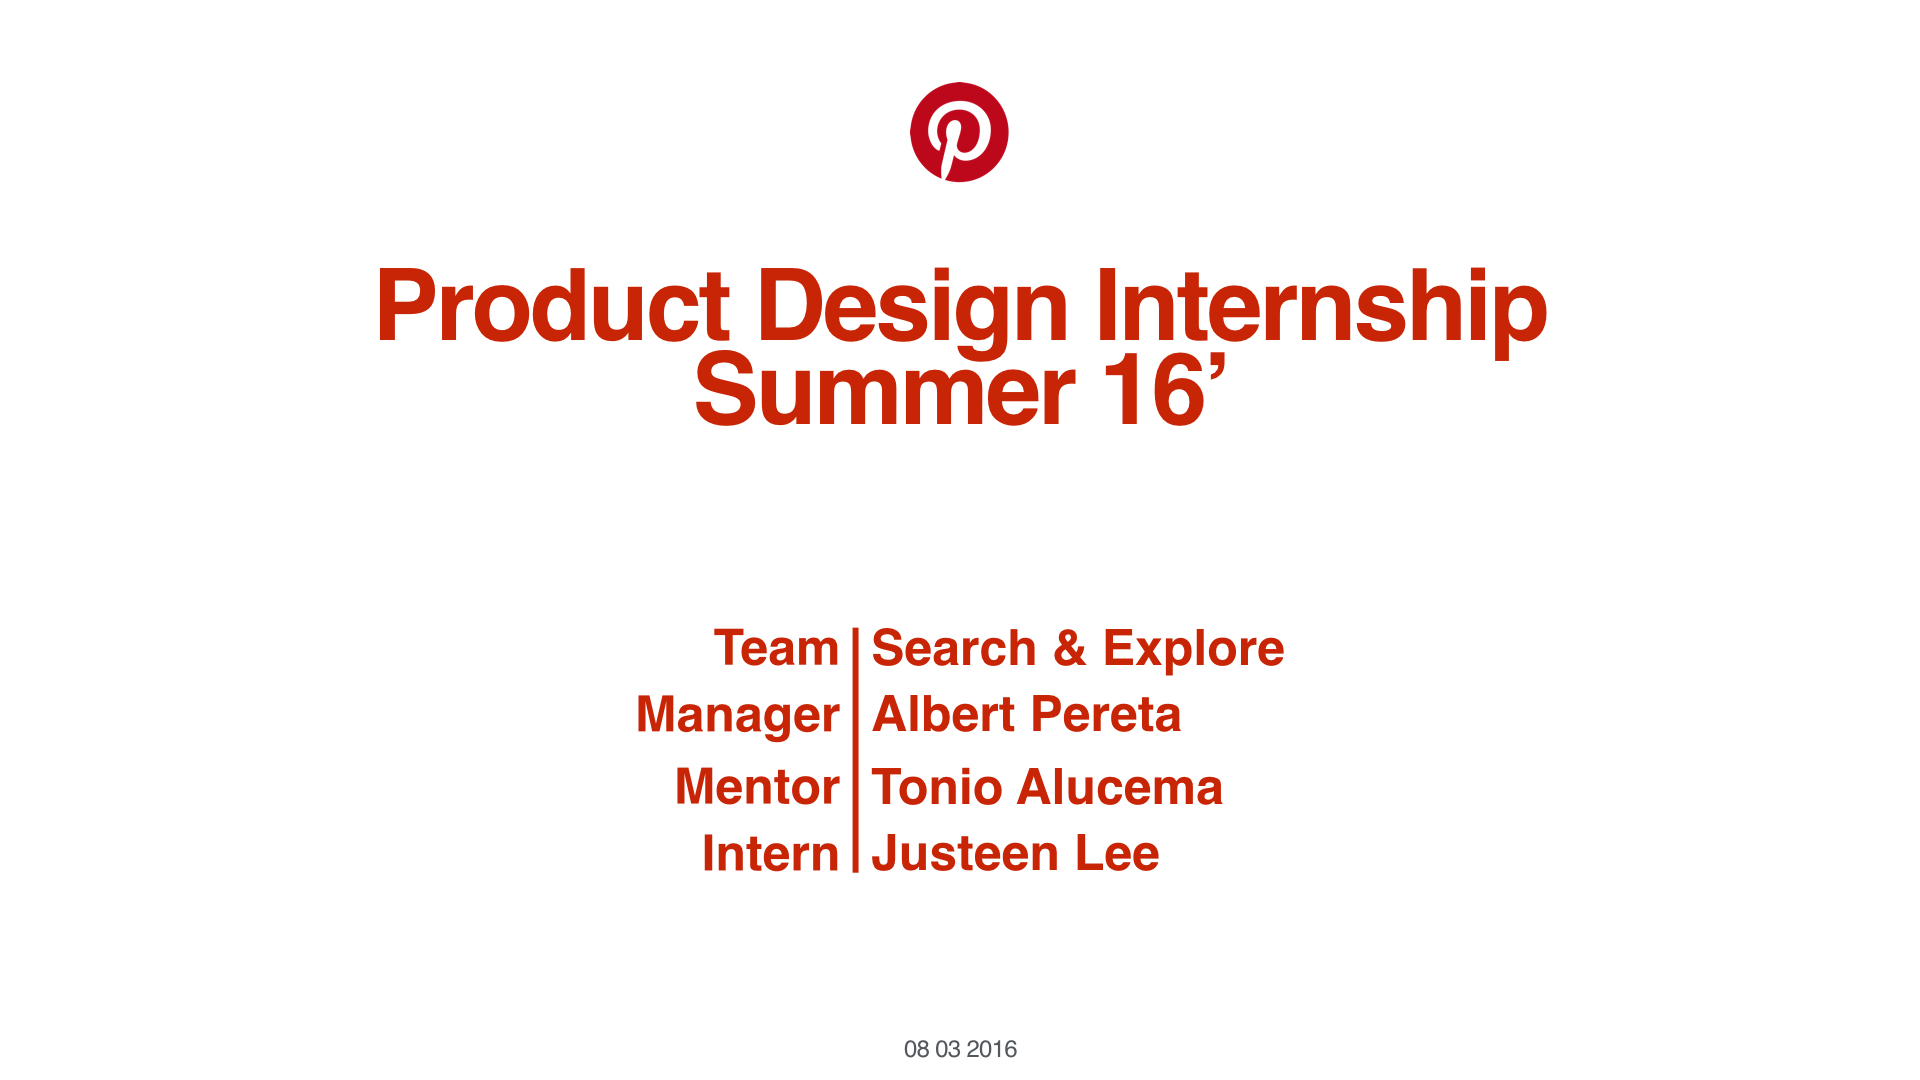 Product Design Internship
Summer 16’
Team Search & Explore
Manager Albert Pereta
Mentor Tonio Alucema
Intern Justeen Lee
08 03 2016